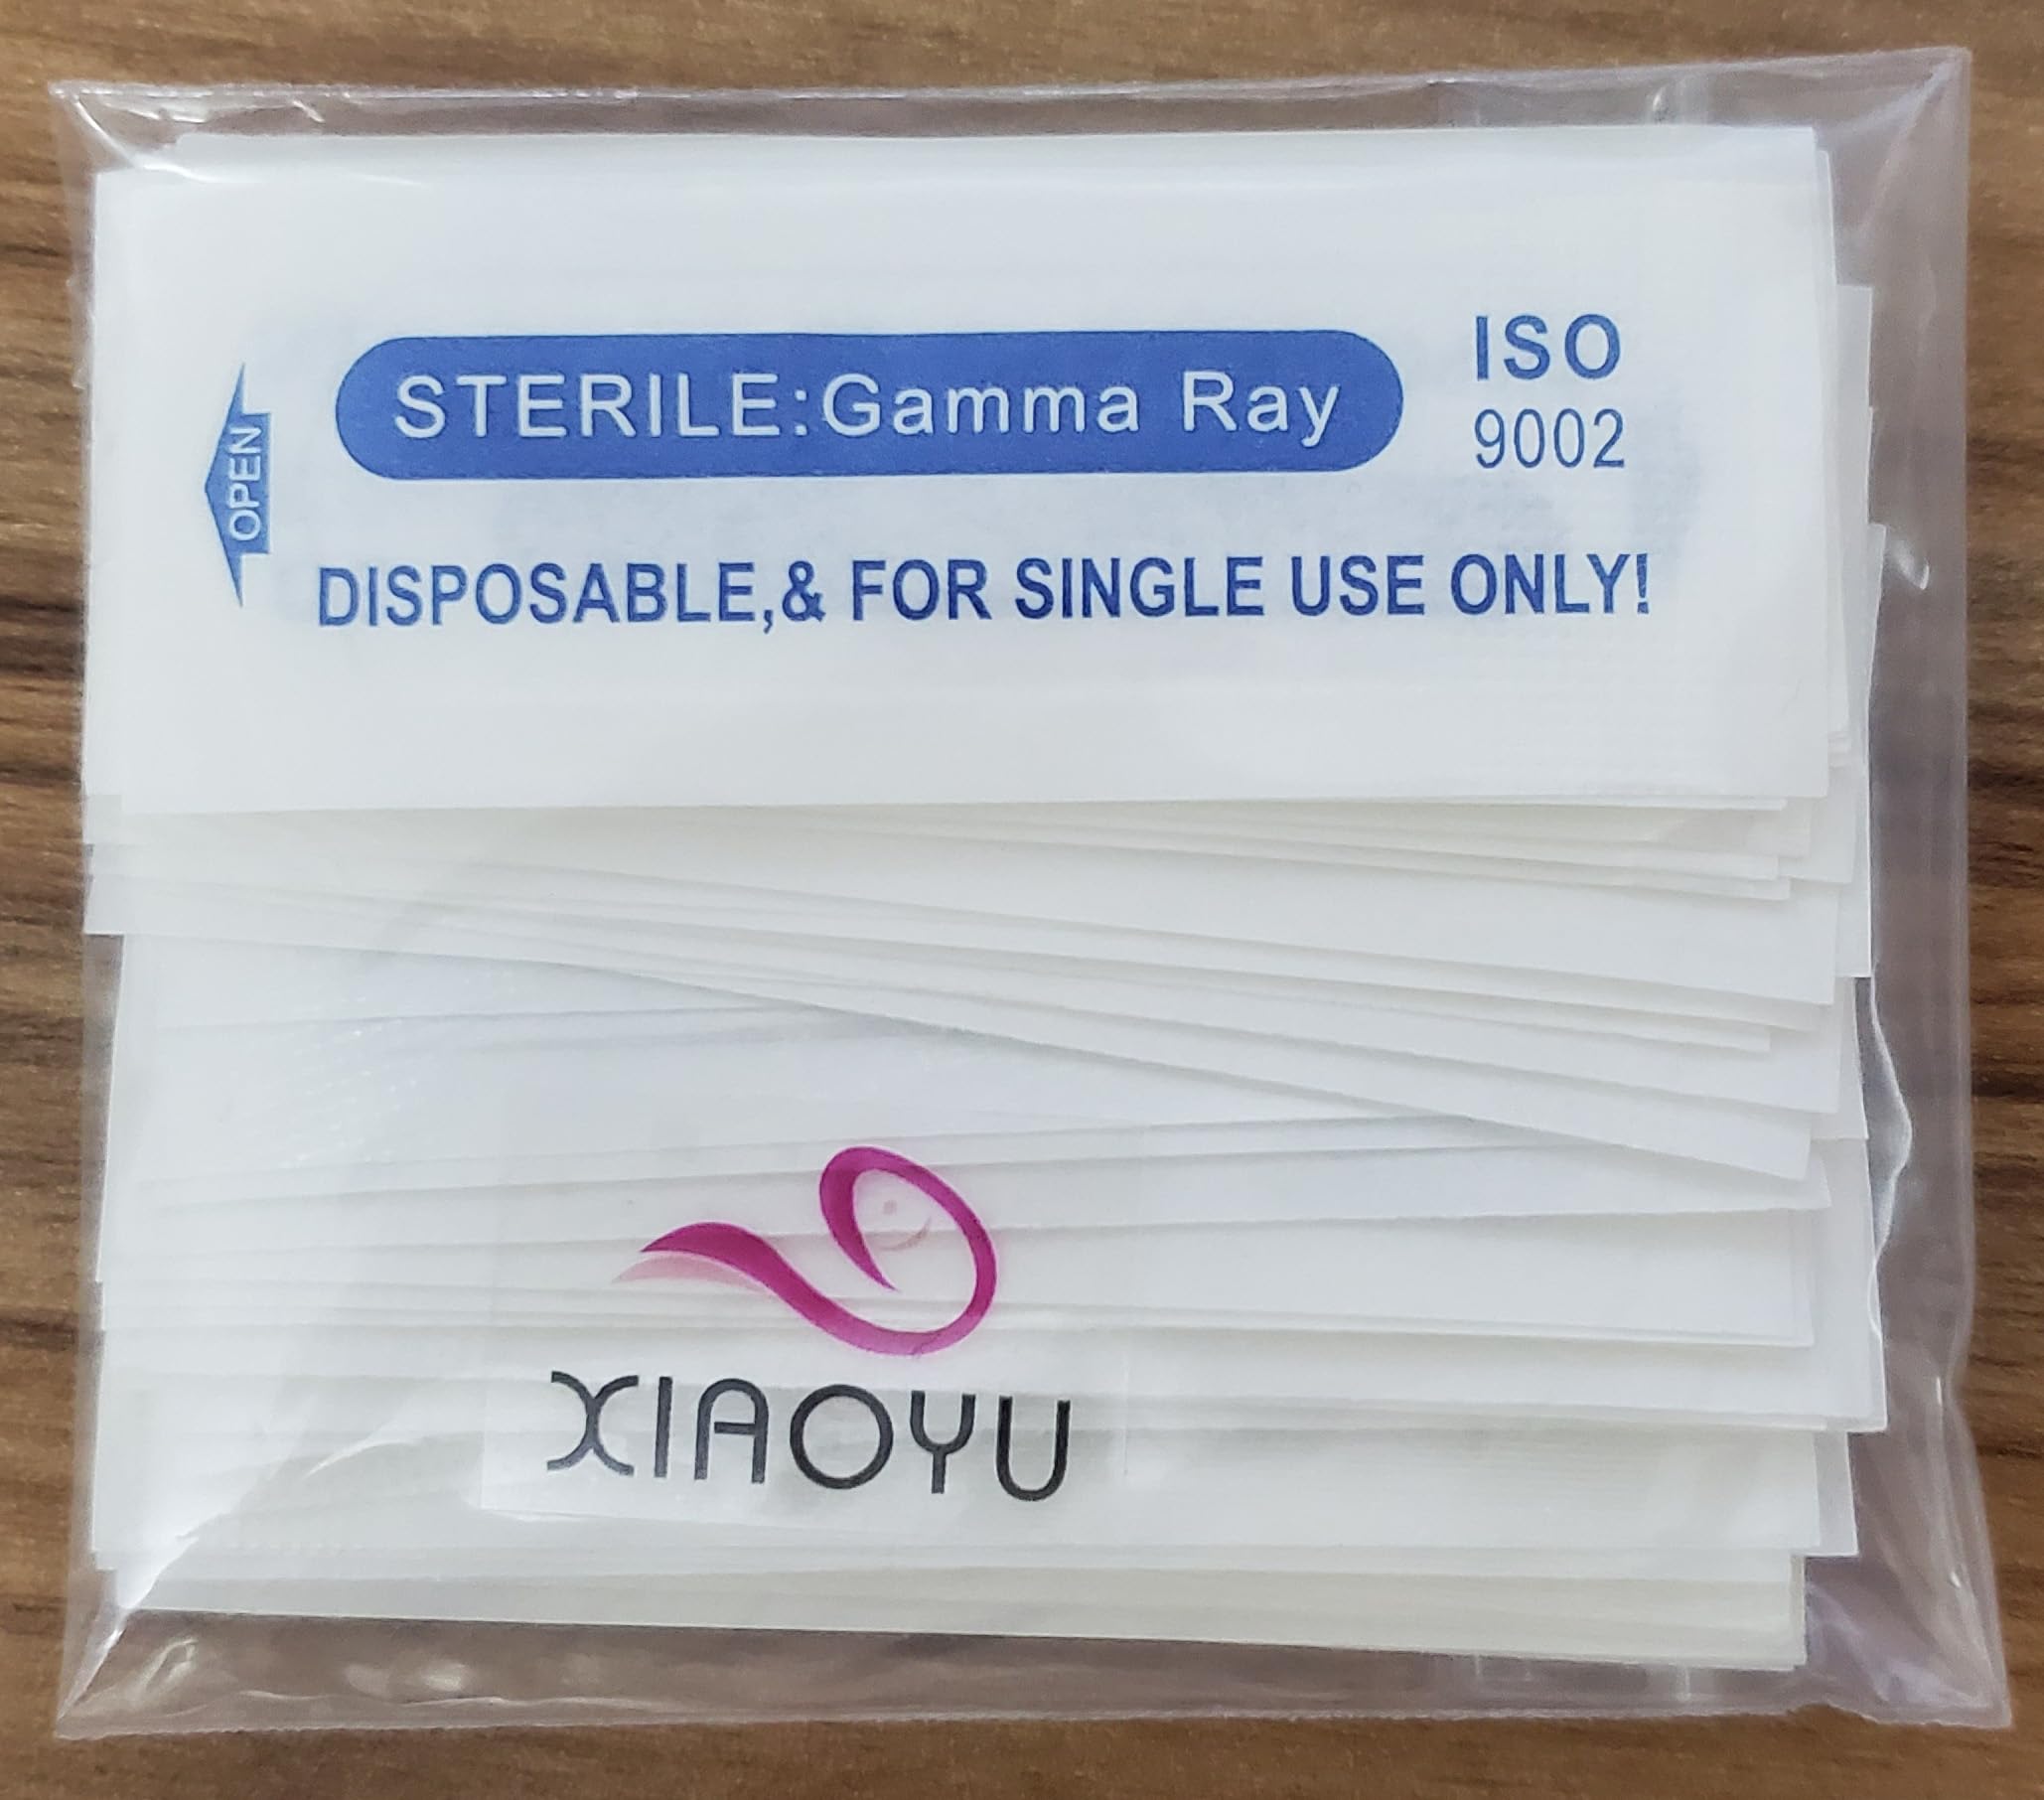 OPEN
STERILE:Gamma Ray
ISO
9002
DISPOSABLE,& FOR SINGLE USE ONLY!
XIAOYU